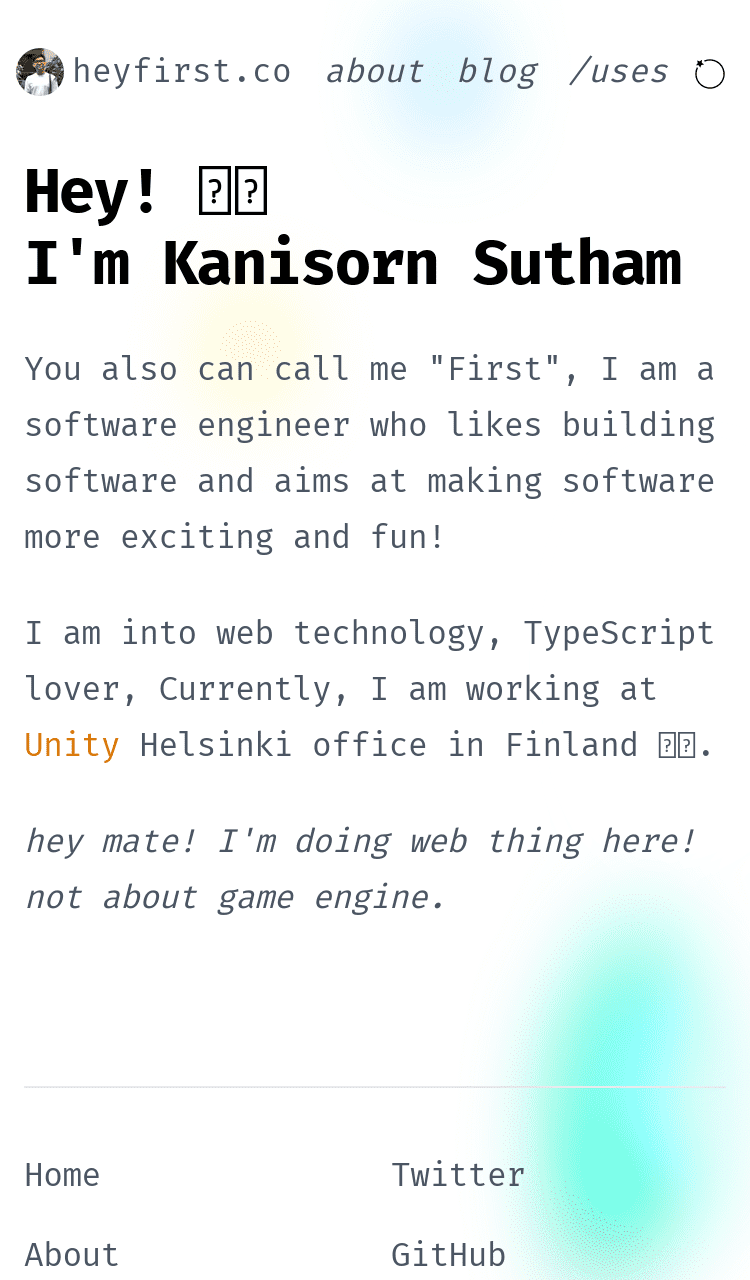 heyfirst.co about blog /uses
Hey!
I'm Kanisorn Sutham
You also can call me "First", I am a
software engineer who likes building
software and aims at making software
more exciting and fun!
I am into web technology, TypeScript
lover, Currently, I am working at
Unity Helsinki office in Finland .
hey mate! I'm doing web thing here!
not about game engine.
Home
Twitter
About
GitHub